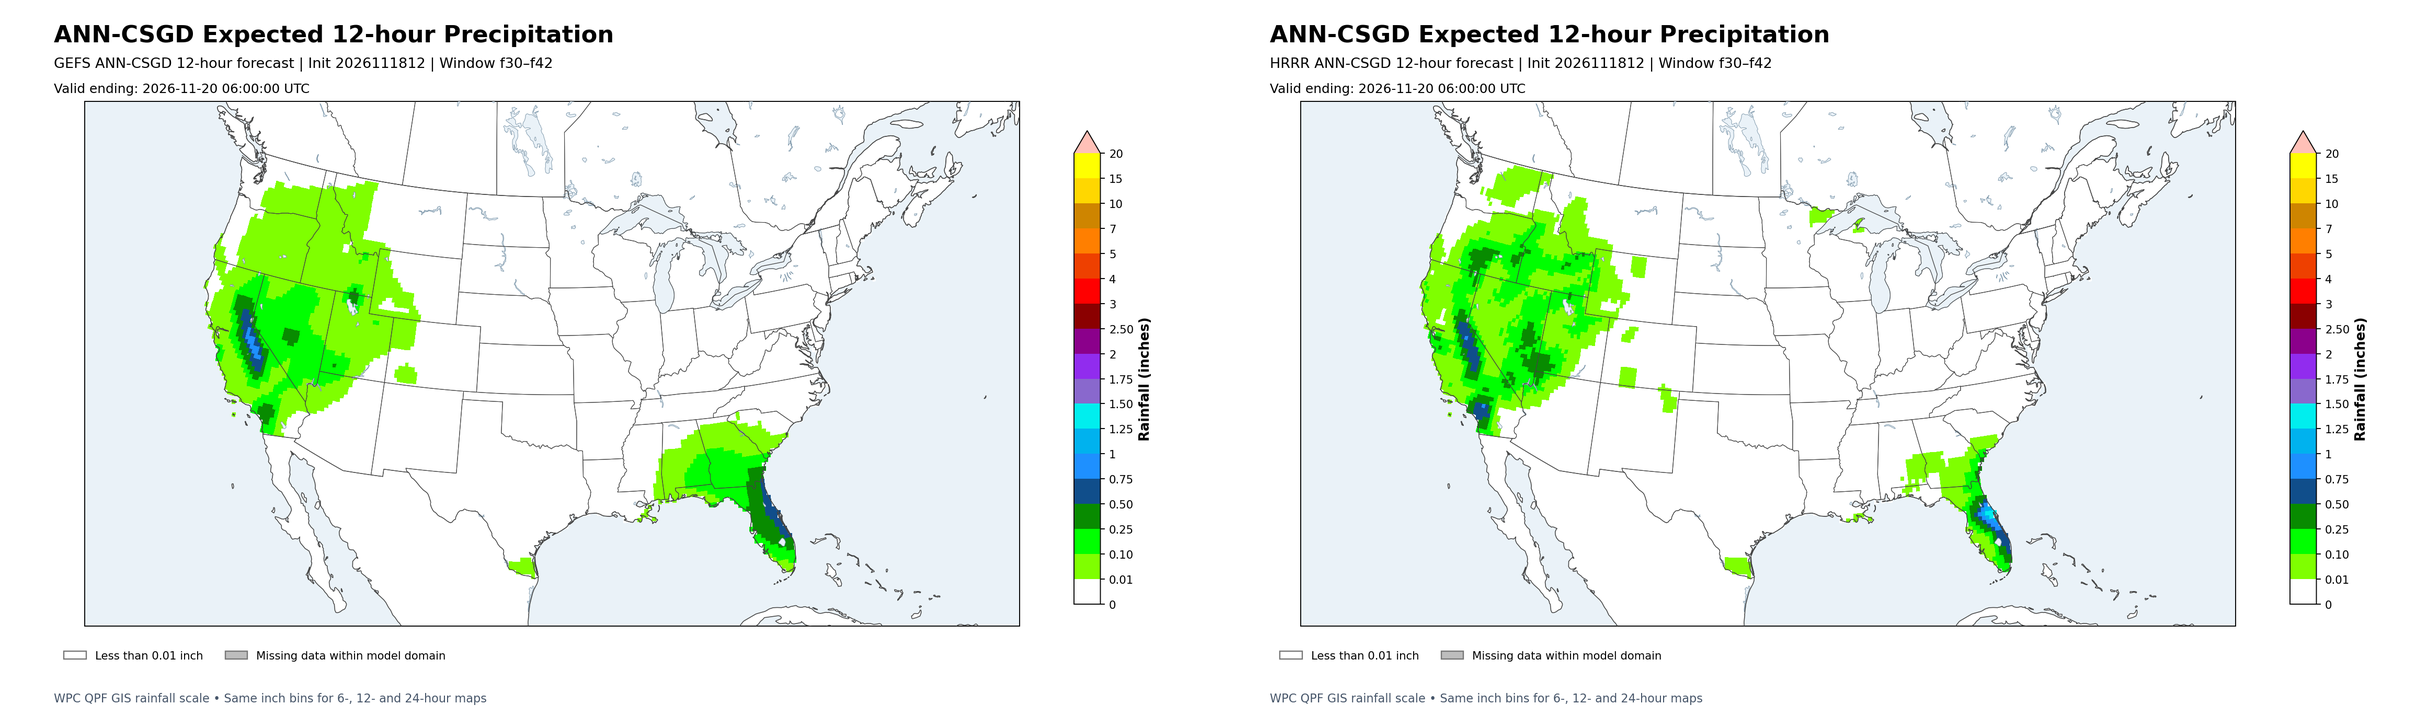 ANN-CSGD Expected 12-hour Precipitation
GEFS ANN-CSGD 12-hour forecast | Init 2026111812 | Window f30–f42
Valid ending: 2026-11-20 06:00:00 UTC
20
15
10
7
5
4
3
2.50
2
1.75
1.50
1.25
1
0.75
0.50
0.25
0.10
0.01
0
Rainfall (inches)
Less than 0.01 inch
Missing data within model domain
WPC QPF GIS rainfall scale • Same inch bins for 6-, 12- and 24-hour maps
ANN-CSGD Expected 12-hour Precipitation
HRRR ANN-CSGD 12-hour forecast | Init 2026111812 | Window f30–f42
Valid ending: 2026-11-20 06:00:00 UTC
20
15
10
7
5
4
3
2.50
2
1.75
1.50
1.25
1
0.75
0.50
0.25
0.10
0.01
0
Rainfall (inches)
Less than 0.01 inch
Missing data within model domain
WPC QPF GIS rainfall scale • Same inch bins for 6-, 12- and 24-hour maps